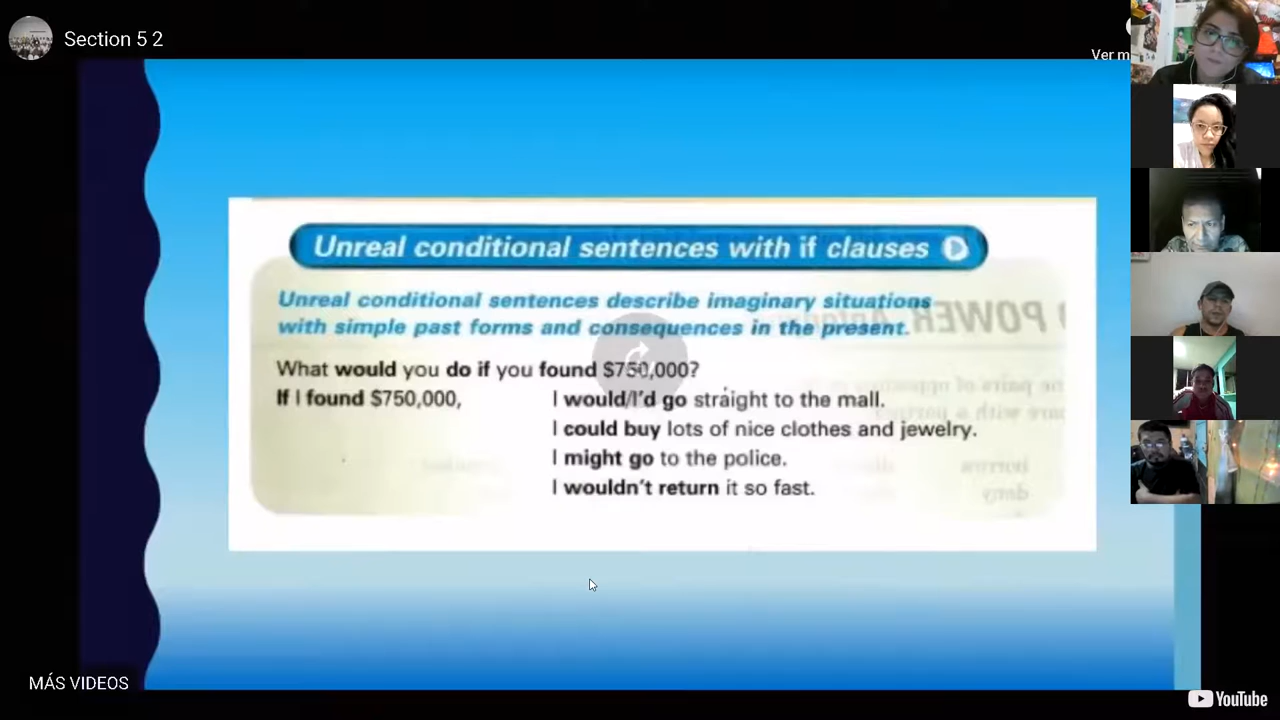 Section 5 2
Ver m
Unreal conditional sentences with if clauses
Unreal conditional sentences describe imaginary situations
with simple past forms and consequences in the present.
What would you do if you found $750,000?
If I found $750,000, I would/I'd go straight to the mall.
I could buy lots of nice clothes and jewelry.
I might go to the police.
I wouldn't return it so fast.
MÁS VIDEOS
YouTube